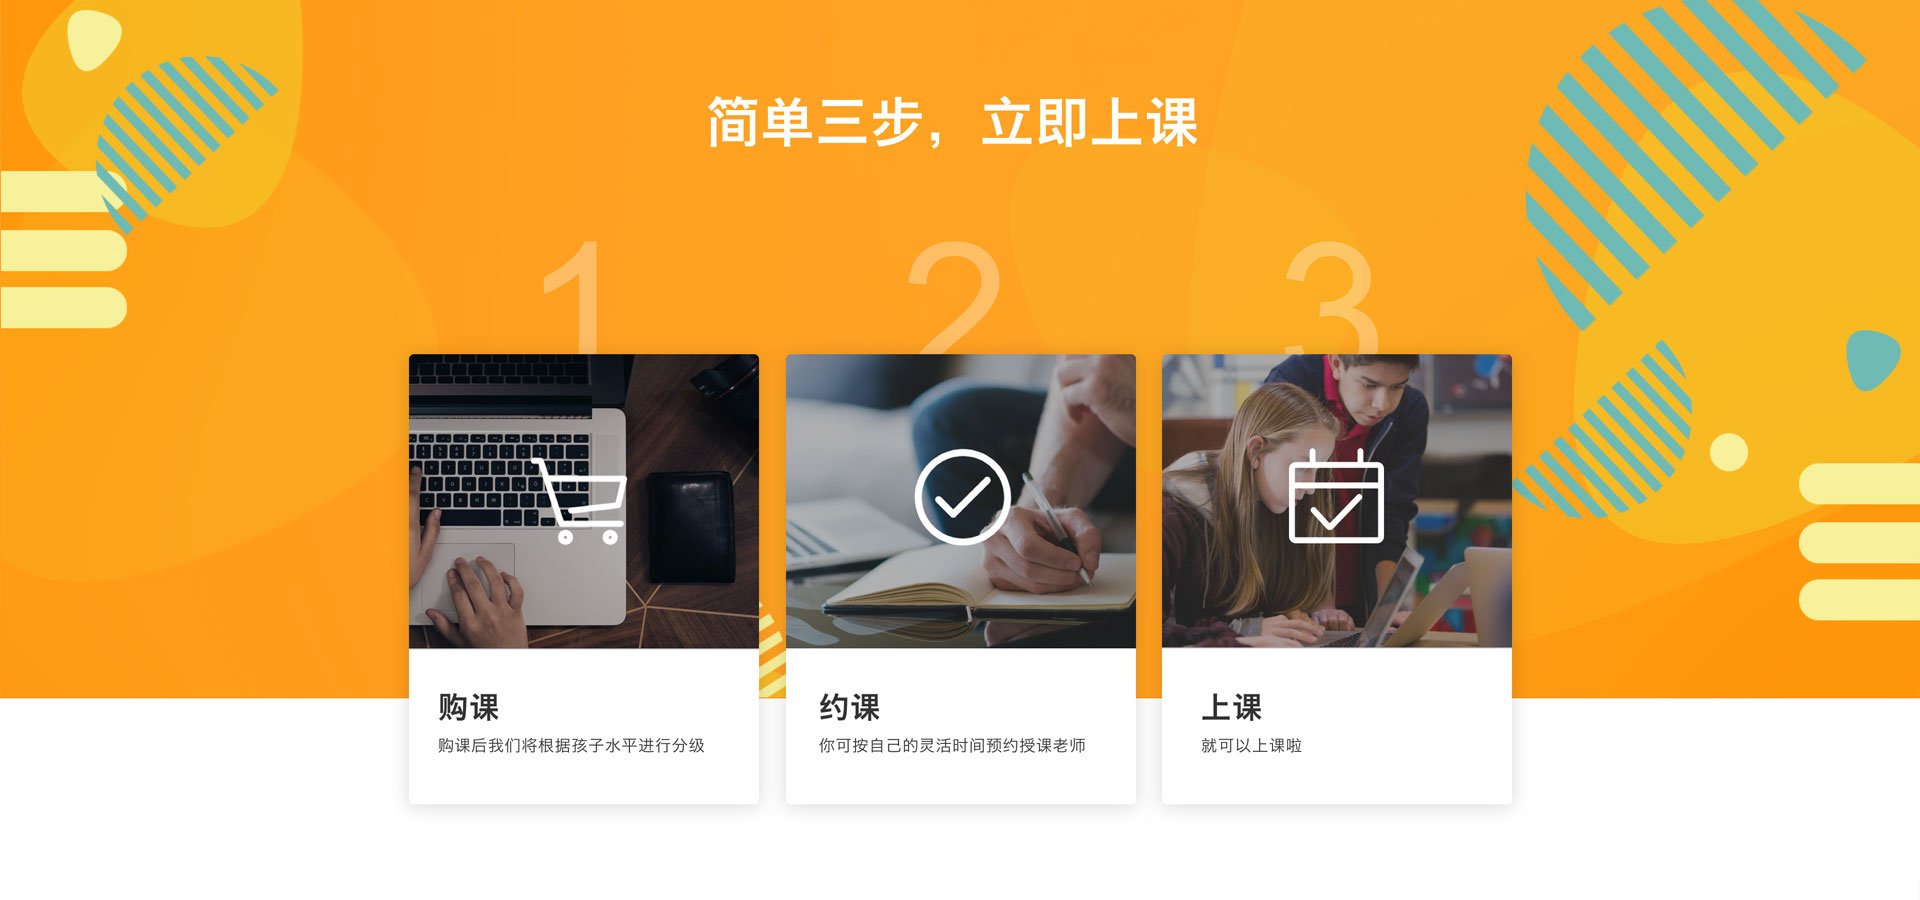 简单三步，立即上课
1
2
3
购课
购课后我们将根据孩子水平进行分级
约课
你可按自己的灵活时间预约授课老师
上课
就可以上课啦